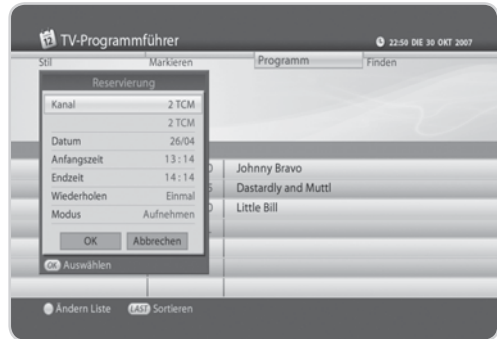 12 TV-Programmführer
22:50 DIE 30 OKT 2007
Stil Markieren Programm Finden
Reservierung
Kanal 2 TCM
2 TCM
Datum 26/04
Anfangszeit 13:14
Endzeit 14:14
Wiederholen Einmal
Modus Aufnehmen
OK Abbrechen
OK Auswählen
Johnny Bravo
Dastardly and Muttl
Little Bill
Ändern Liste LAST Sortieren